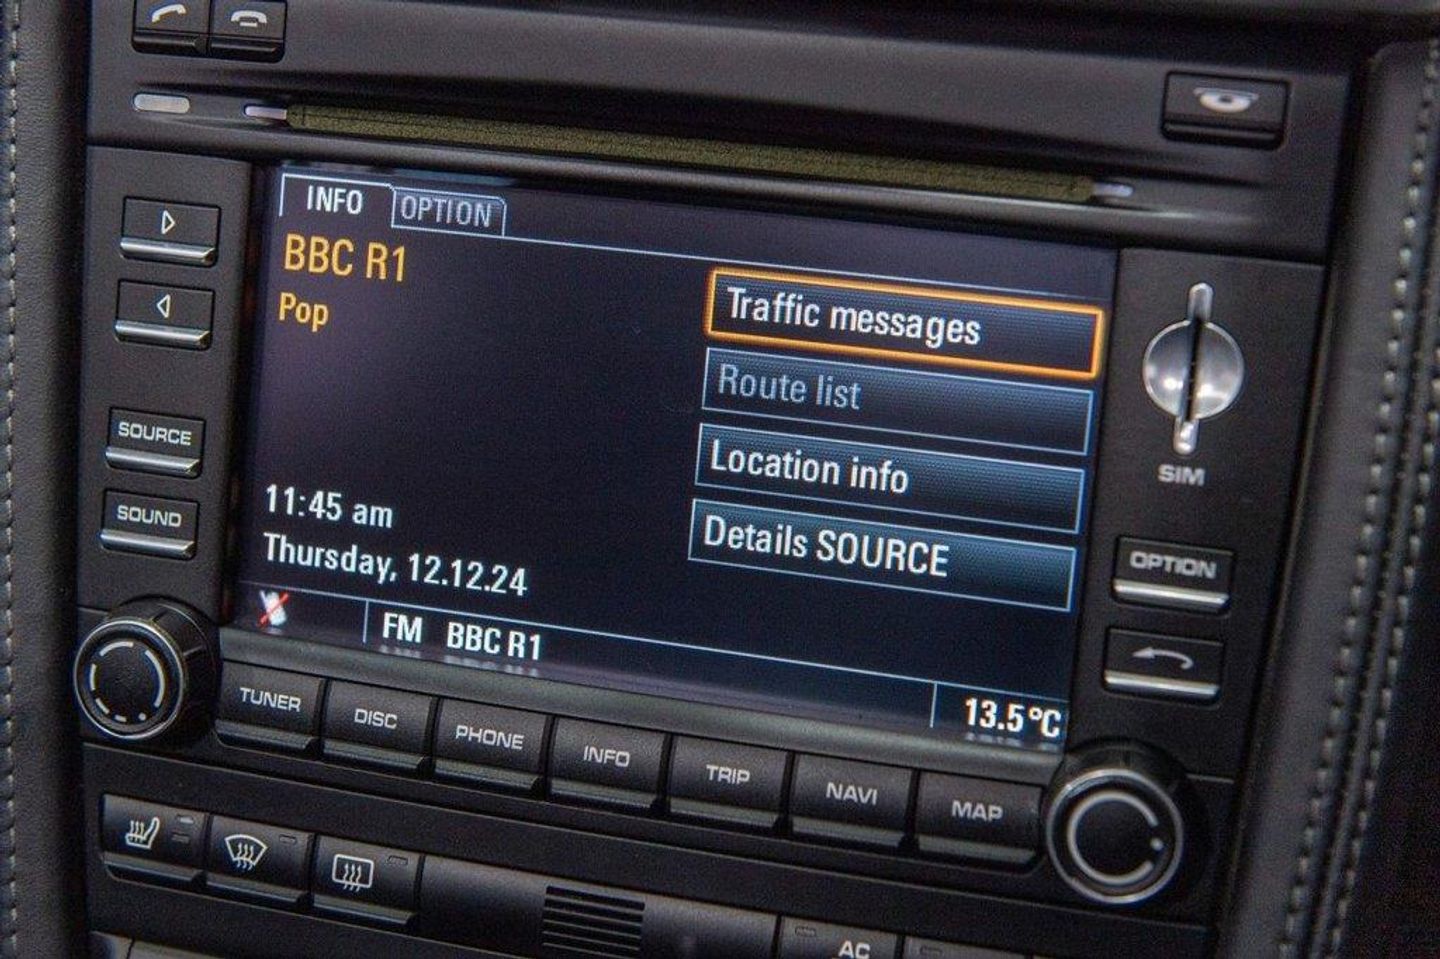 INFO OPTION
BBC R1
Pop
Traffic messages
Route list
Location info
Details SOURCE
11:45 am
Thursday, 12.12.24
FM BBC R1
13.5°C
SOURCE
SOUND
SIM
OPTION
TUNER DISC PHONE INFO TRIP NAVI MAP
AC